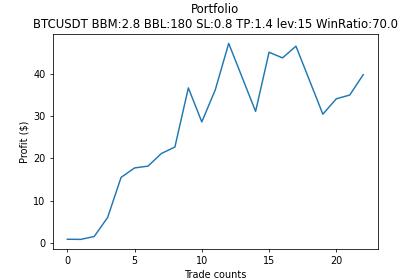 Portfolio
BTCUSDT BBM:2.8 BBL:180 SL:0.8 TP:1.4 lev:15 WinRatio:70.0
Profit ($)
40
30
20
10
0
0 5 10 15 20
Trade counts